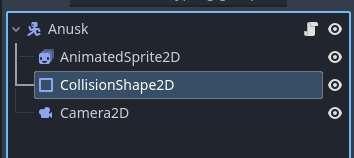 Anusk
AnimatedSprite2D
CollisionShape2D
Camera2D